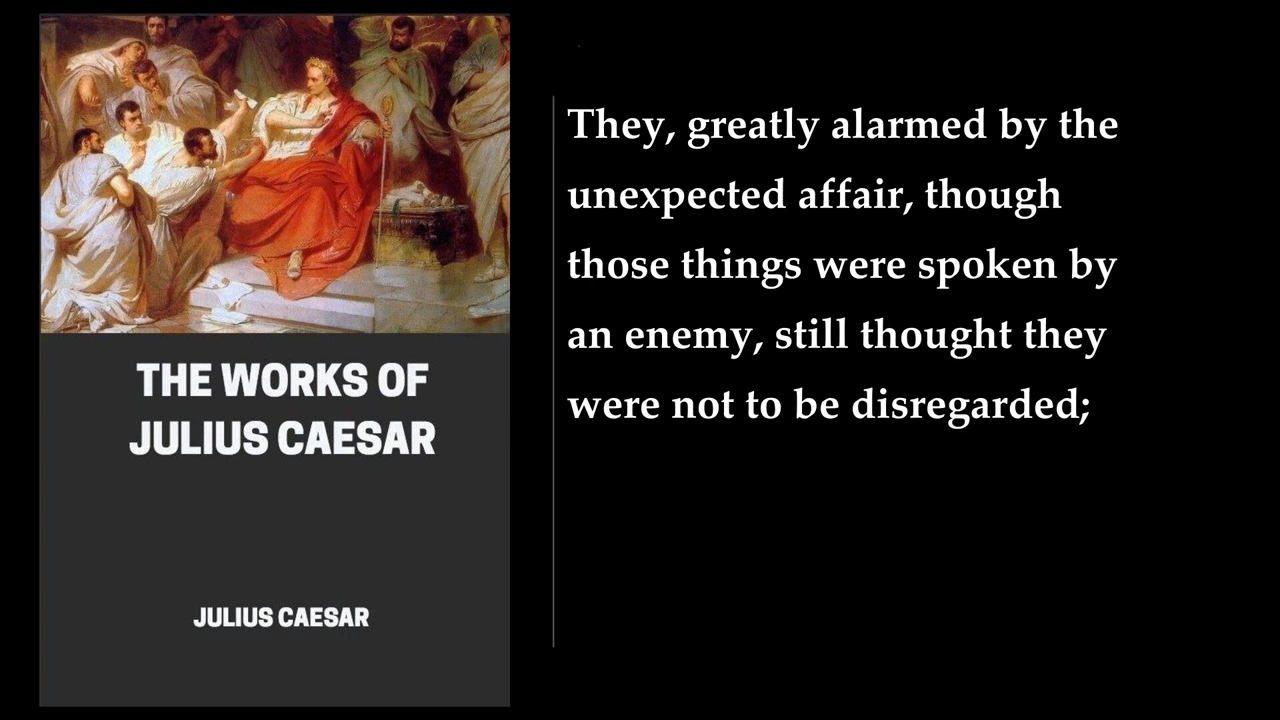 THE WORKS OF
JULIUS CAESAR
JULIUS CAESAR
They, greatly alarmed by the
unexpected affair, though
those things were spoken by
an enemy, still thought they
were not to be disregarded;